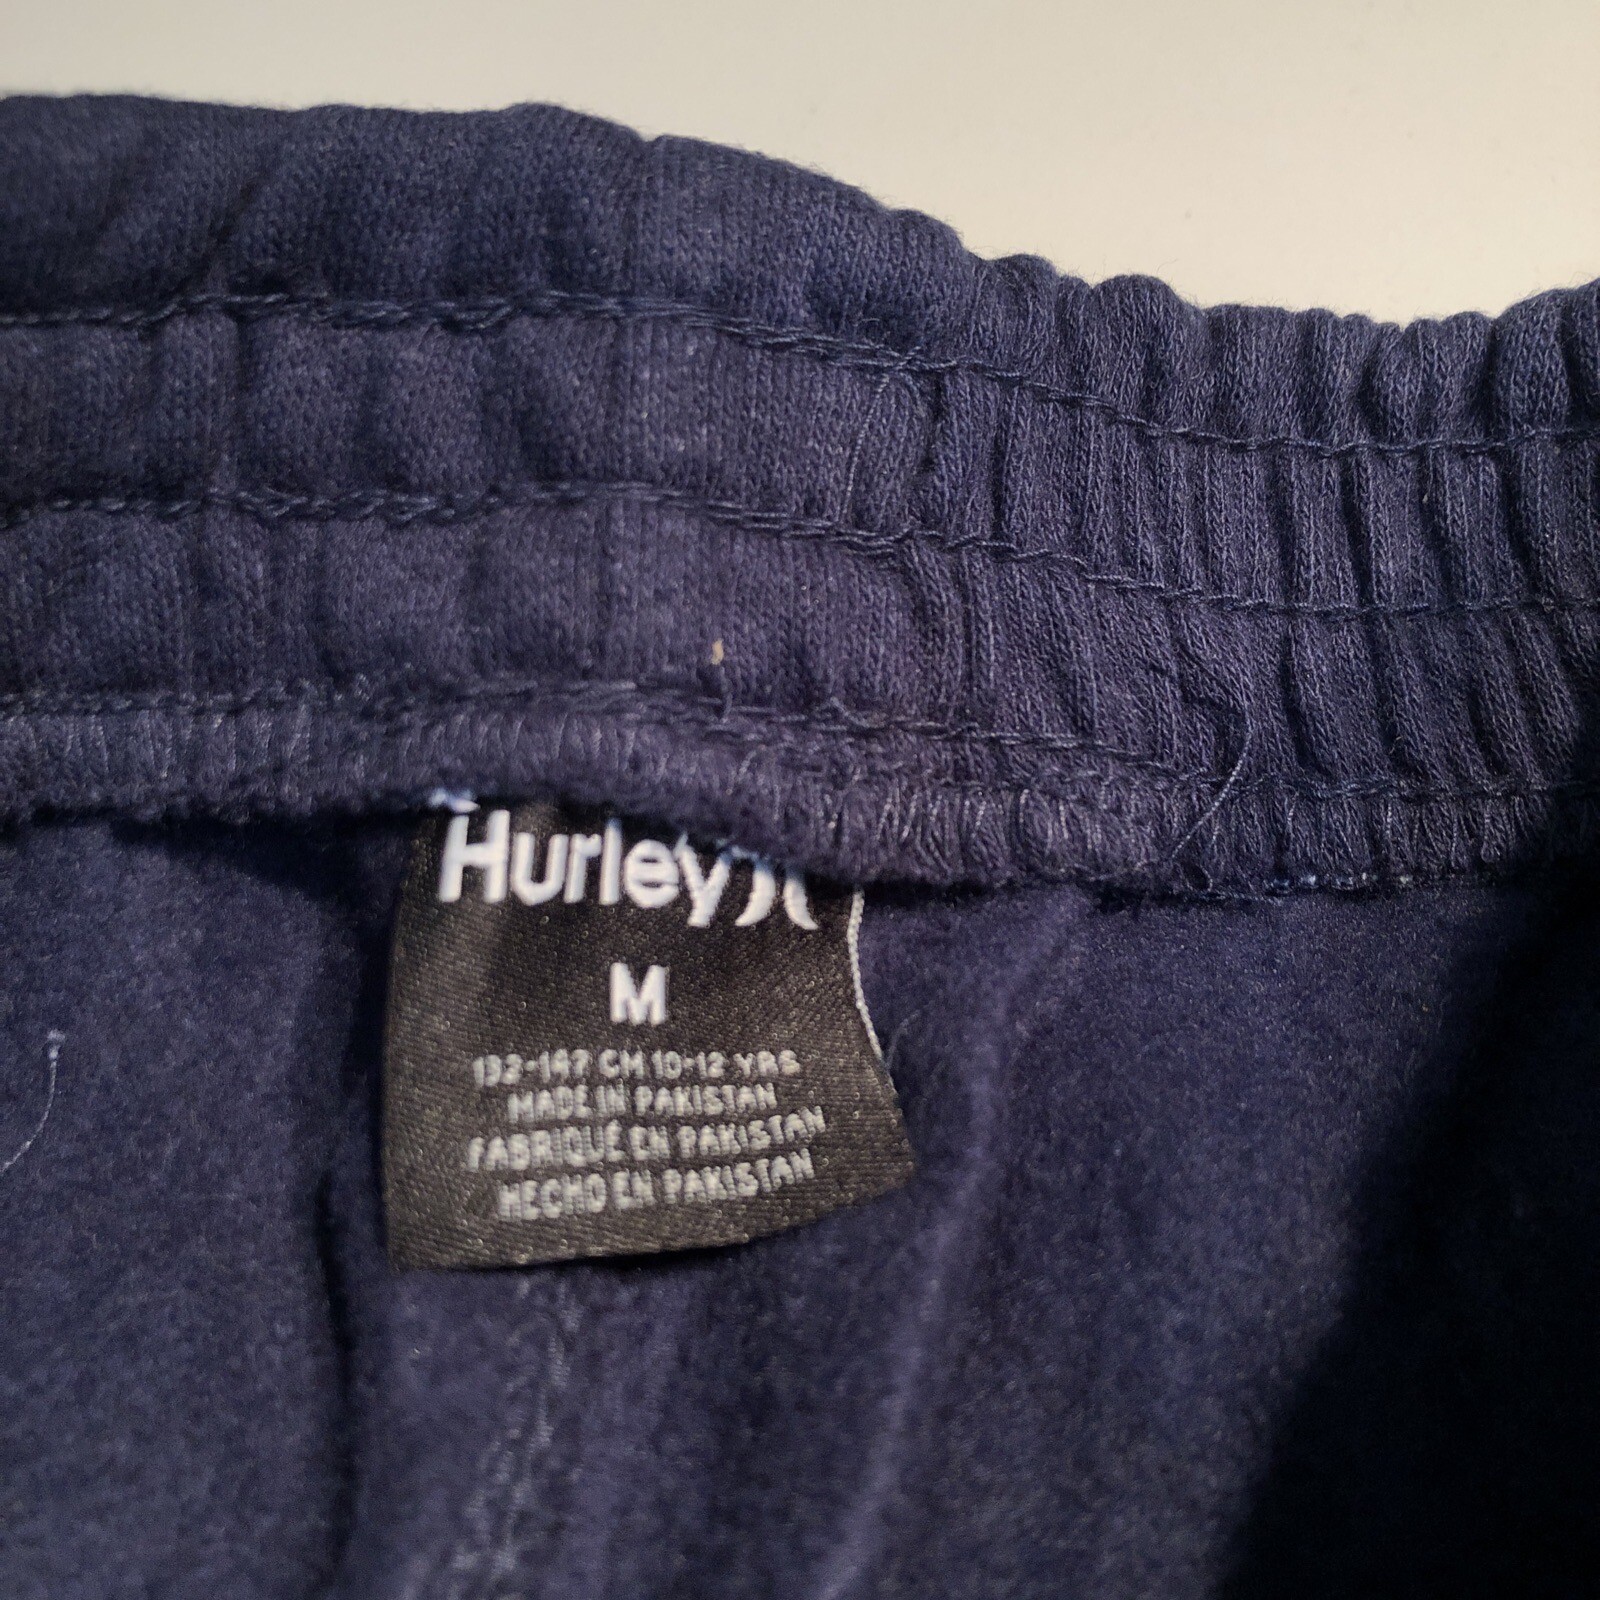 Hurley
M
132-147 CM 10-12 YRS
MADE IN PAKISTAN
FABRIQUÉ EN PAKISTAN
HECHO EN PAKISTAN